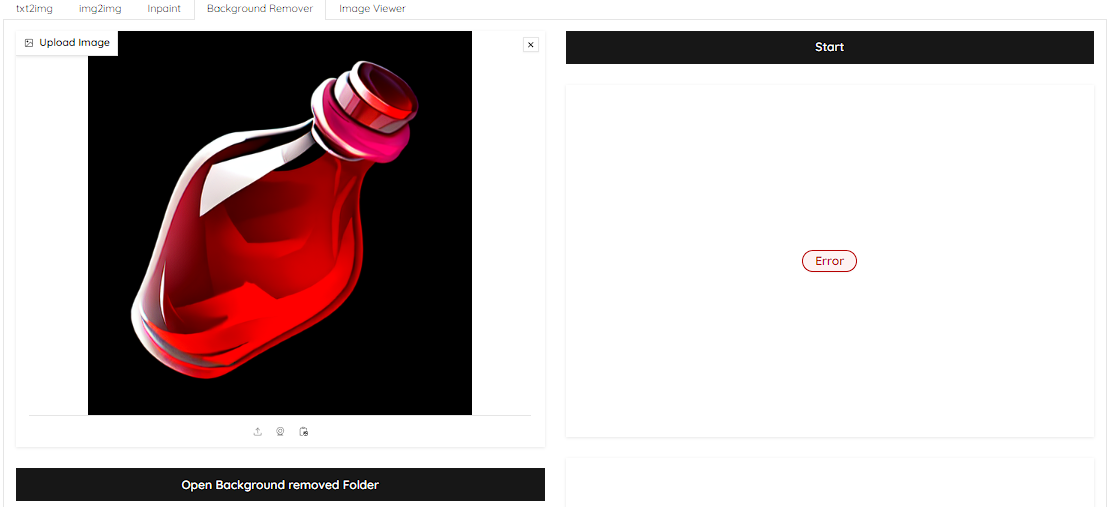 txt2img img2img Inpaint Background Remover Image Viewer
Upload Image
Start
Error
Open Background removed Folder